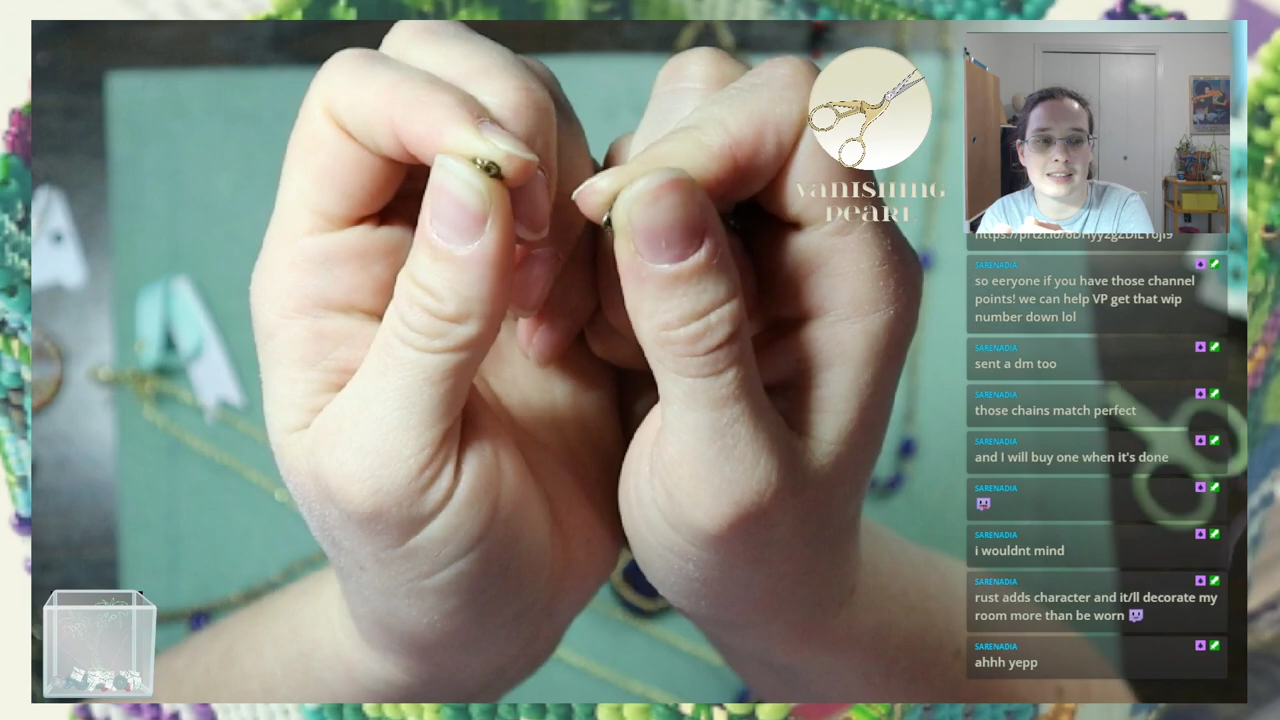 VANISHING
PEARL
SARENADIA
so eeryone if you have those channel
points! we can help VP get that wip
number down lol
SARENADIA
sent a dm too
SARENADIA
those chains match perfect
SARENADIA
and I will buy one when it's done
SARENADIA
SARENADIA
i wouldnt mind
SARENADIA
rust adds character and it/ll decorate my
room more than be worn
SARENADIA
ahhh yepp